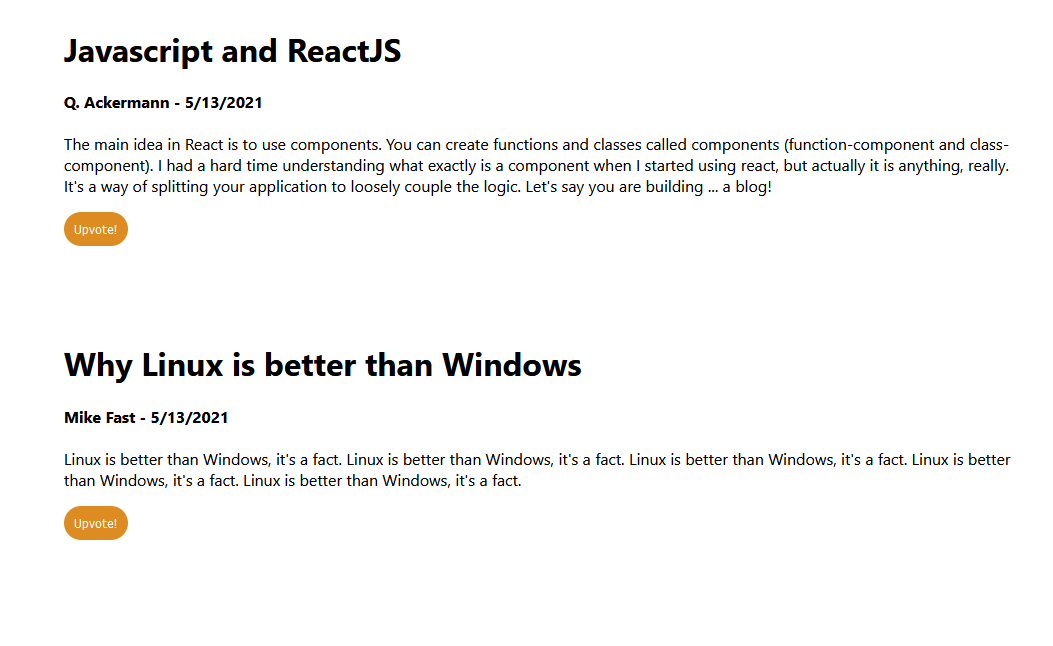 Javascript and ReactJS
Q. Ackermann - 5/13/2021
The main idea in React is to use components. You can create functions and classes called components (function-component and class-
component). I had a hard time understanding what exactly is a component when I started using react, but actually it is anything, really.
It's a way of splitting your application to loosely couple the logic. Let's say you are building ... a blog!
Upvote!
Why Linux is better than Windows
Mike Fast - 5/13/2021
Linux is better than Windows, it's a fact. Linux is better than Windows, it's a fact. Linux is better than Windows, it's a fact. Linux is better
than Windows, it's a fact. Linux is better than Windows, it's a fact.
Upvote!